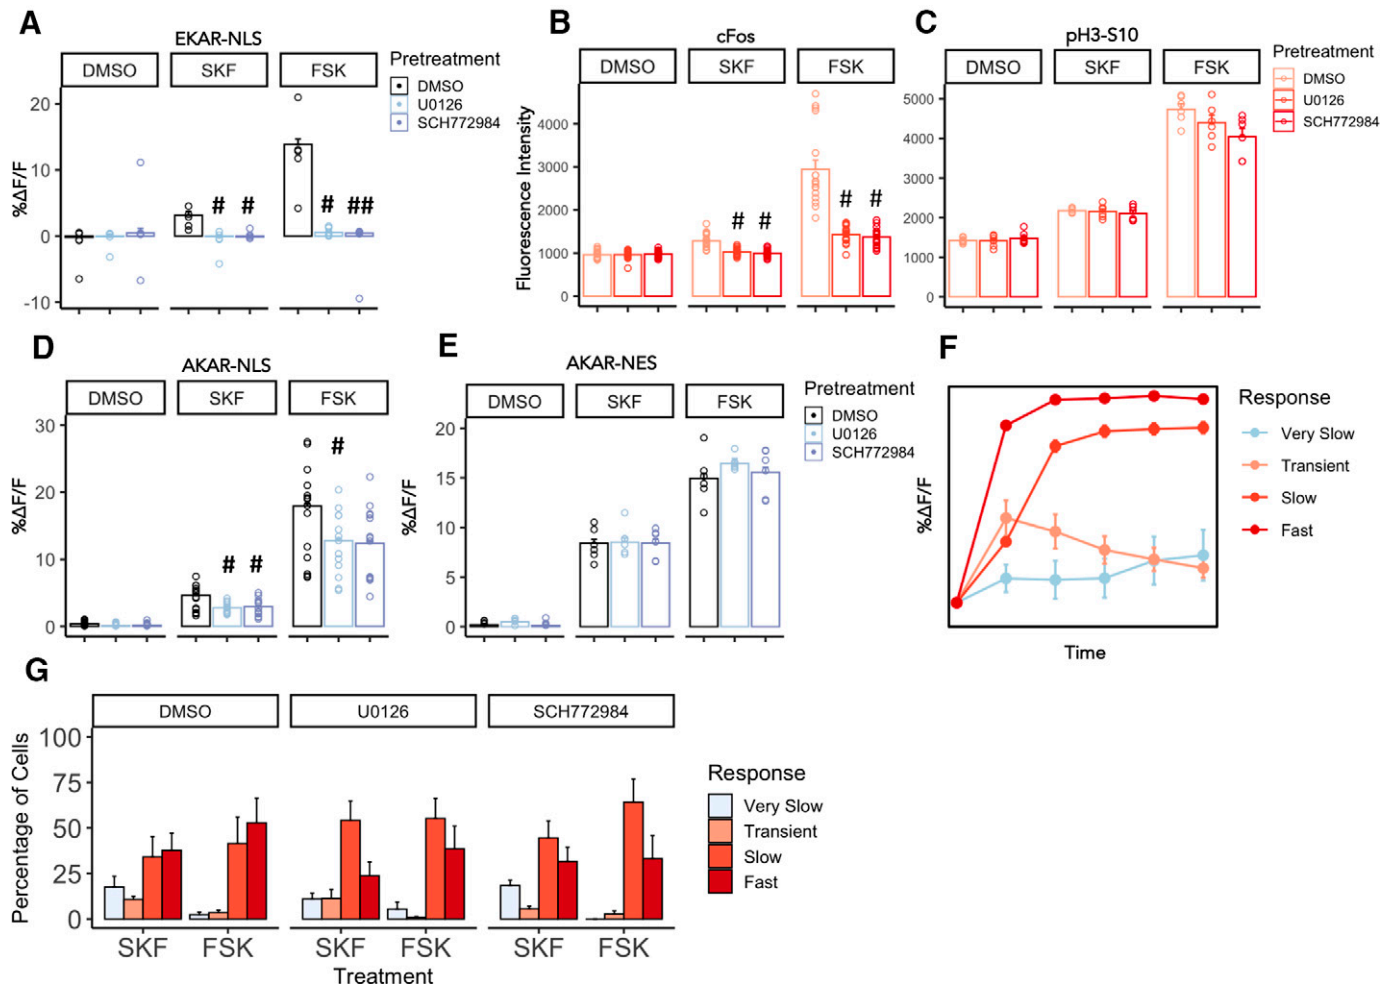 A
EKAR-NLS
DMSO
SKF
FSK
Pretreatment
DMSO
U0126
SCH772984
%ΔF/F
20
10
0
-10
#
#
#
##
B
cFos
DMSO
SKF
FSK
Fluorescence Intensity
4000
3000
2000
1000
0
#
#
#
#
C
pH3-S10
DMSO
SKF
FSK
Pretreatment
DMSO
U0126
SCH772984
5000
4000
3000
2000
1000
0
D
AKAR-NLS
DMSO
SKF
FSK
%ΔF/F
30
20
10
0
#
#
#
E
AKAR-NES
DMSO
SKF
FSK
Pretreatment
DMSO
U0126
SCH772984
%ΔF/F
20
15
10
5
0
F
%ΔF/F
Time
Response
Very Slow
Transient
Slow
Fast
G
DMSO
U0126
SCH772984
Percentage of Cells
100
75
50
25
0
SKF
FSK
SKF
FSK
SKF
FSK
Treatment
Response
Very Slow
Transient
Slow
Fast